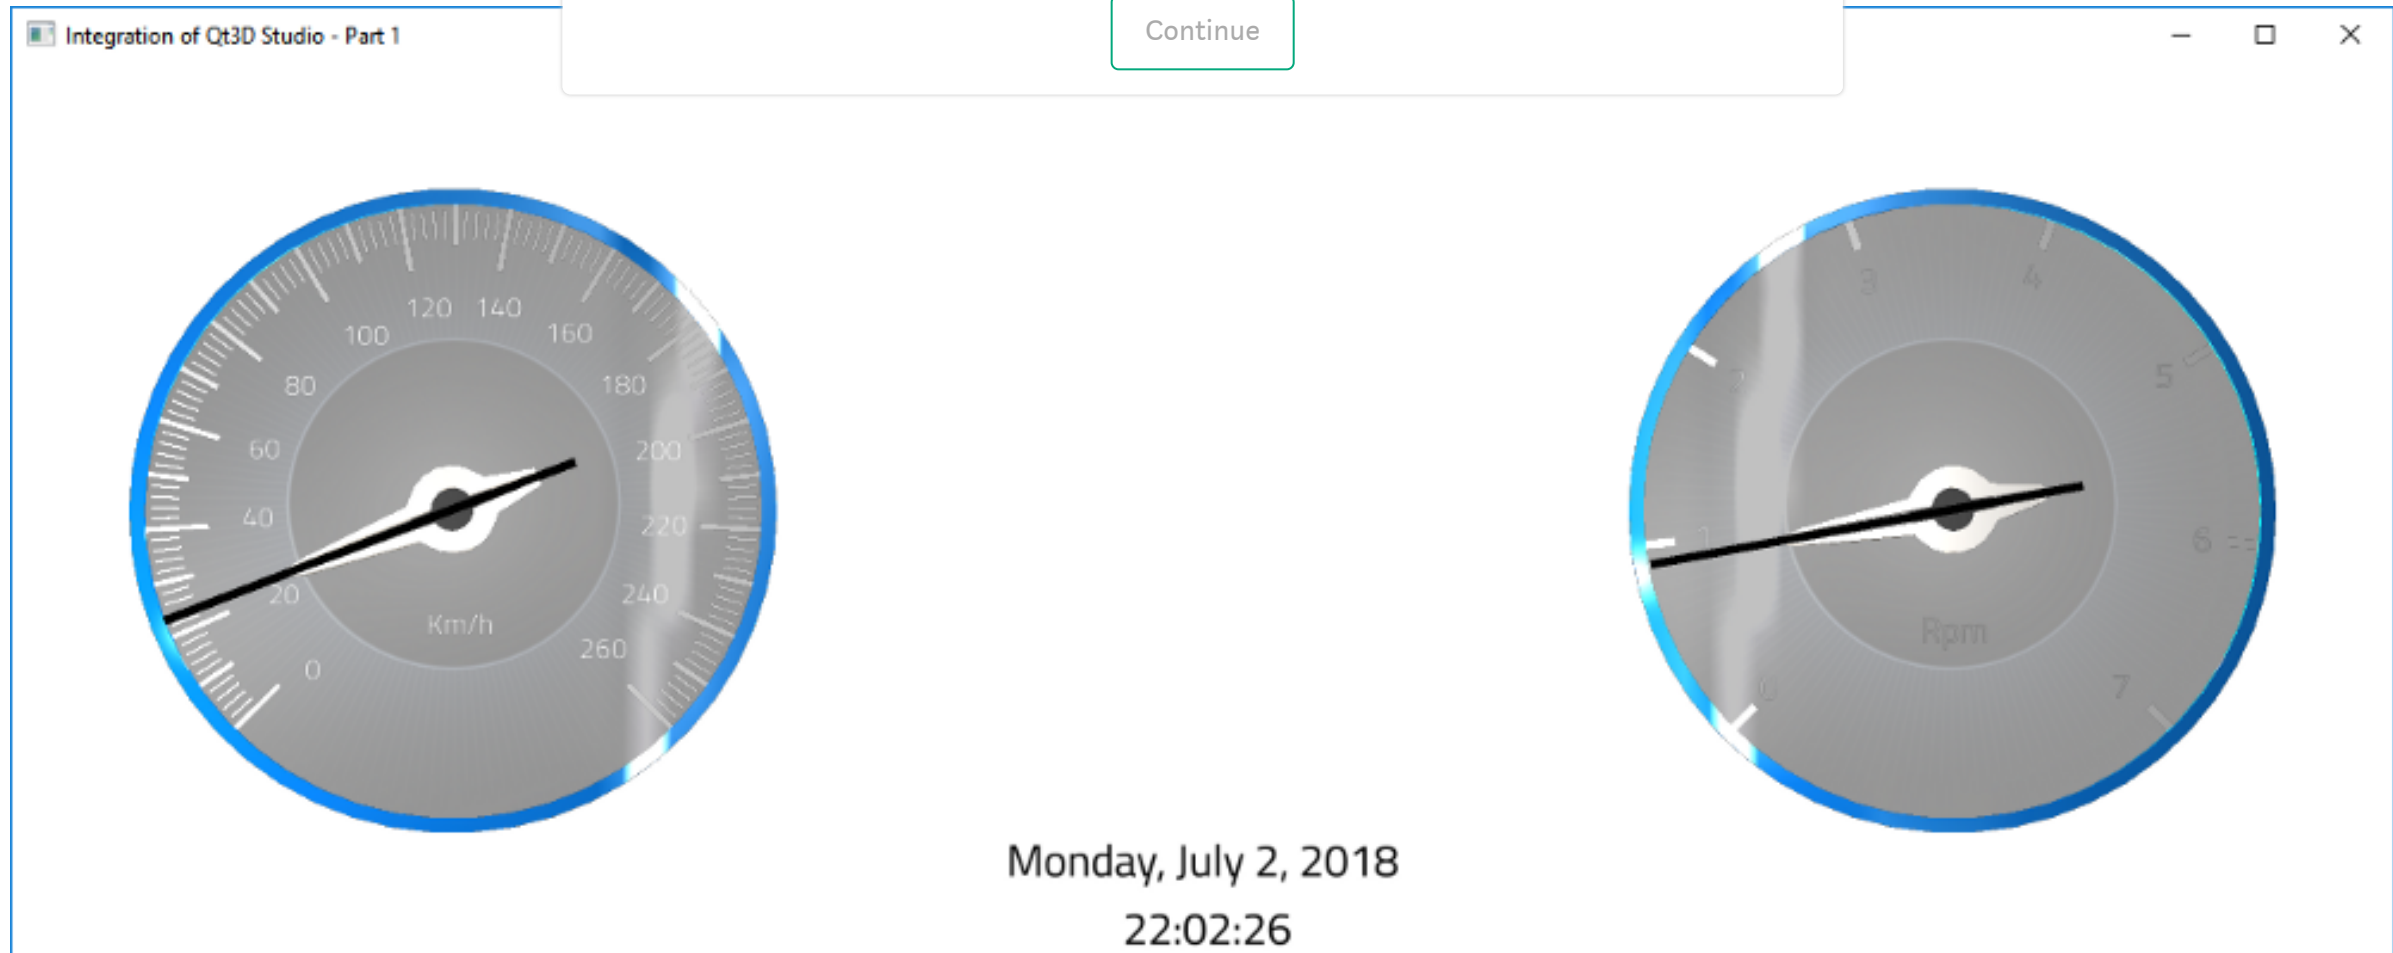 Integration of Qt3D Studio - Part 1
Continue
120 140
100 160
80 180
60 200
40 220
20 240
Km/h
0 260
3 4
2 5
1 6
Rpm
0 7
Monday, July 2, 2018
22:02:26